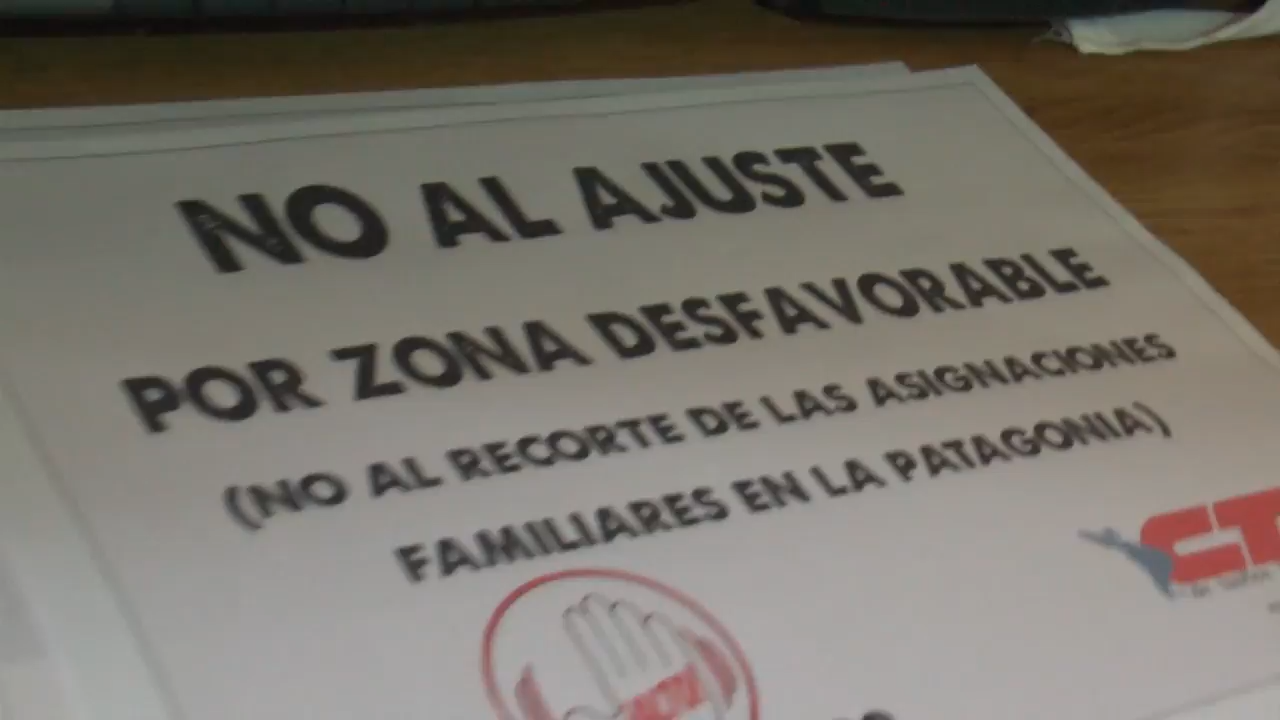 NO AL AJUSTE
POR ZONA DESFAVORABLE
(NO AL RECORTE DE LAS ASIGNACIONES
FAMILIARES EN LA PATAGONIA)